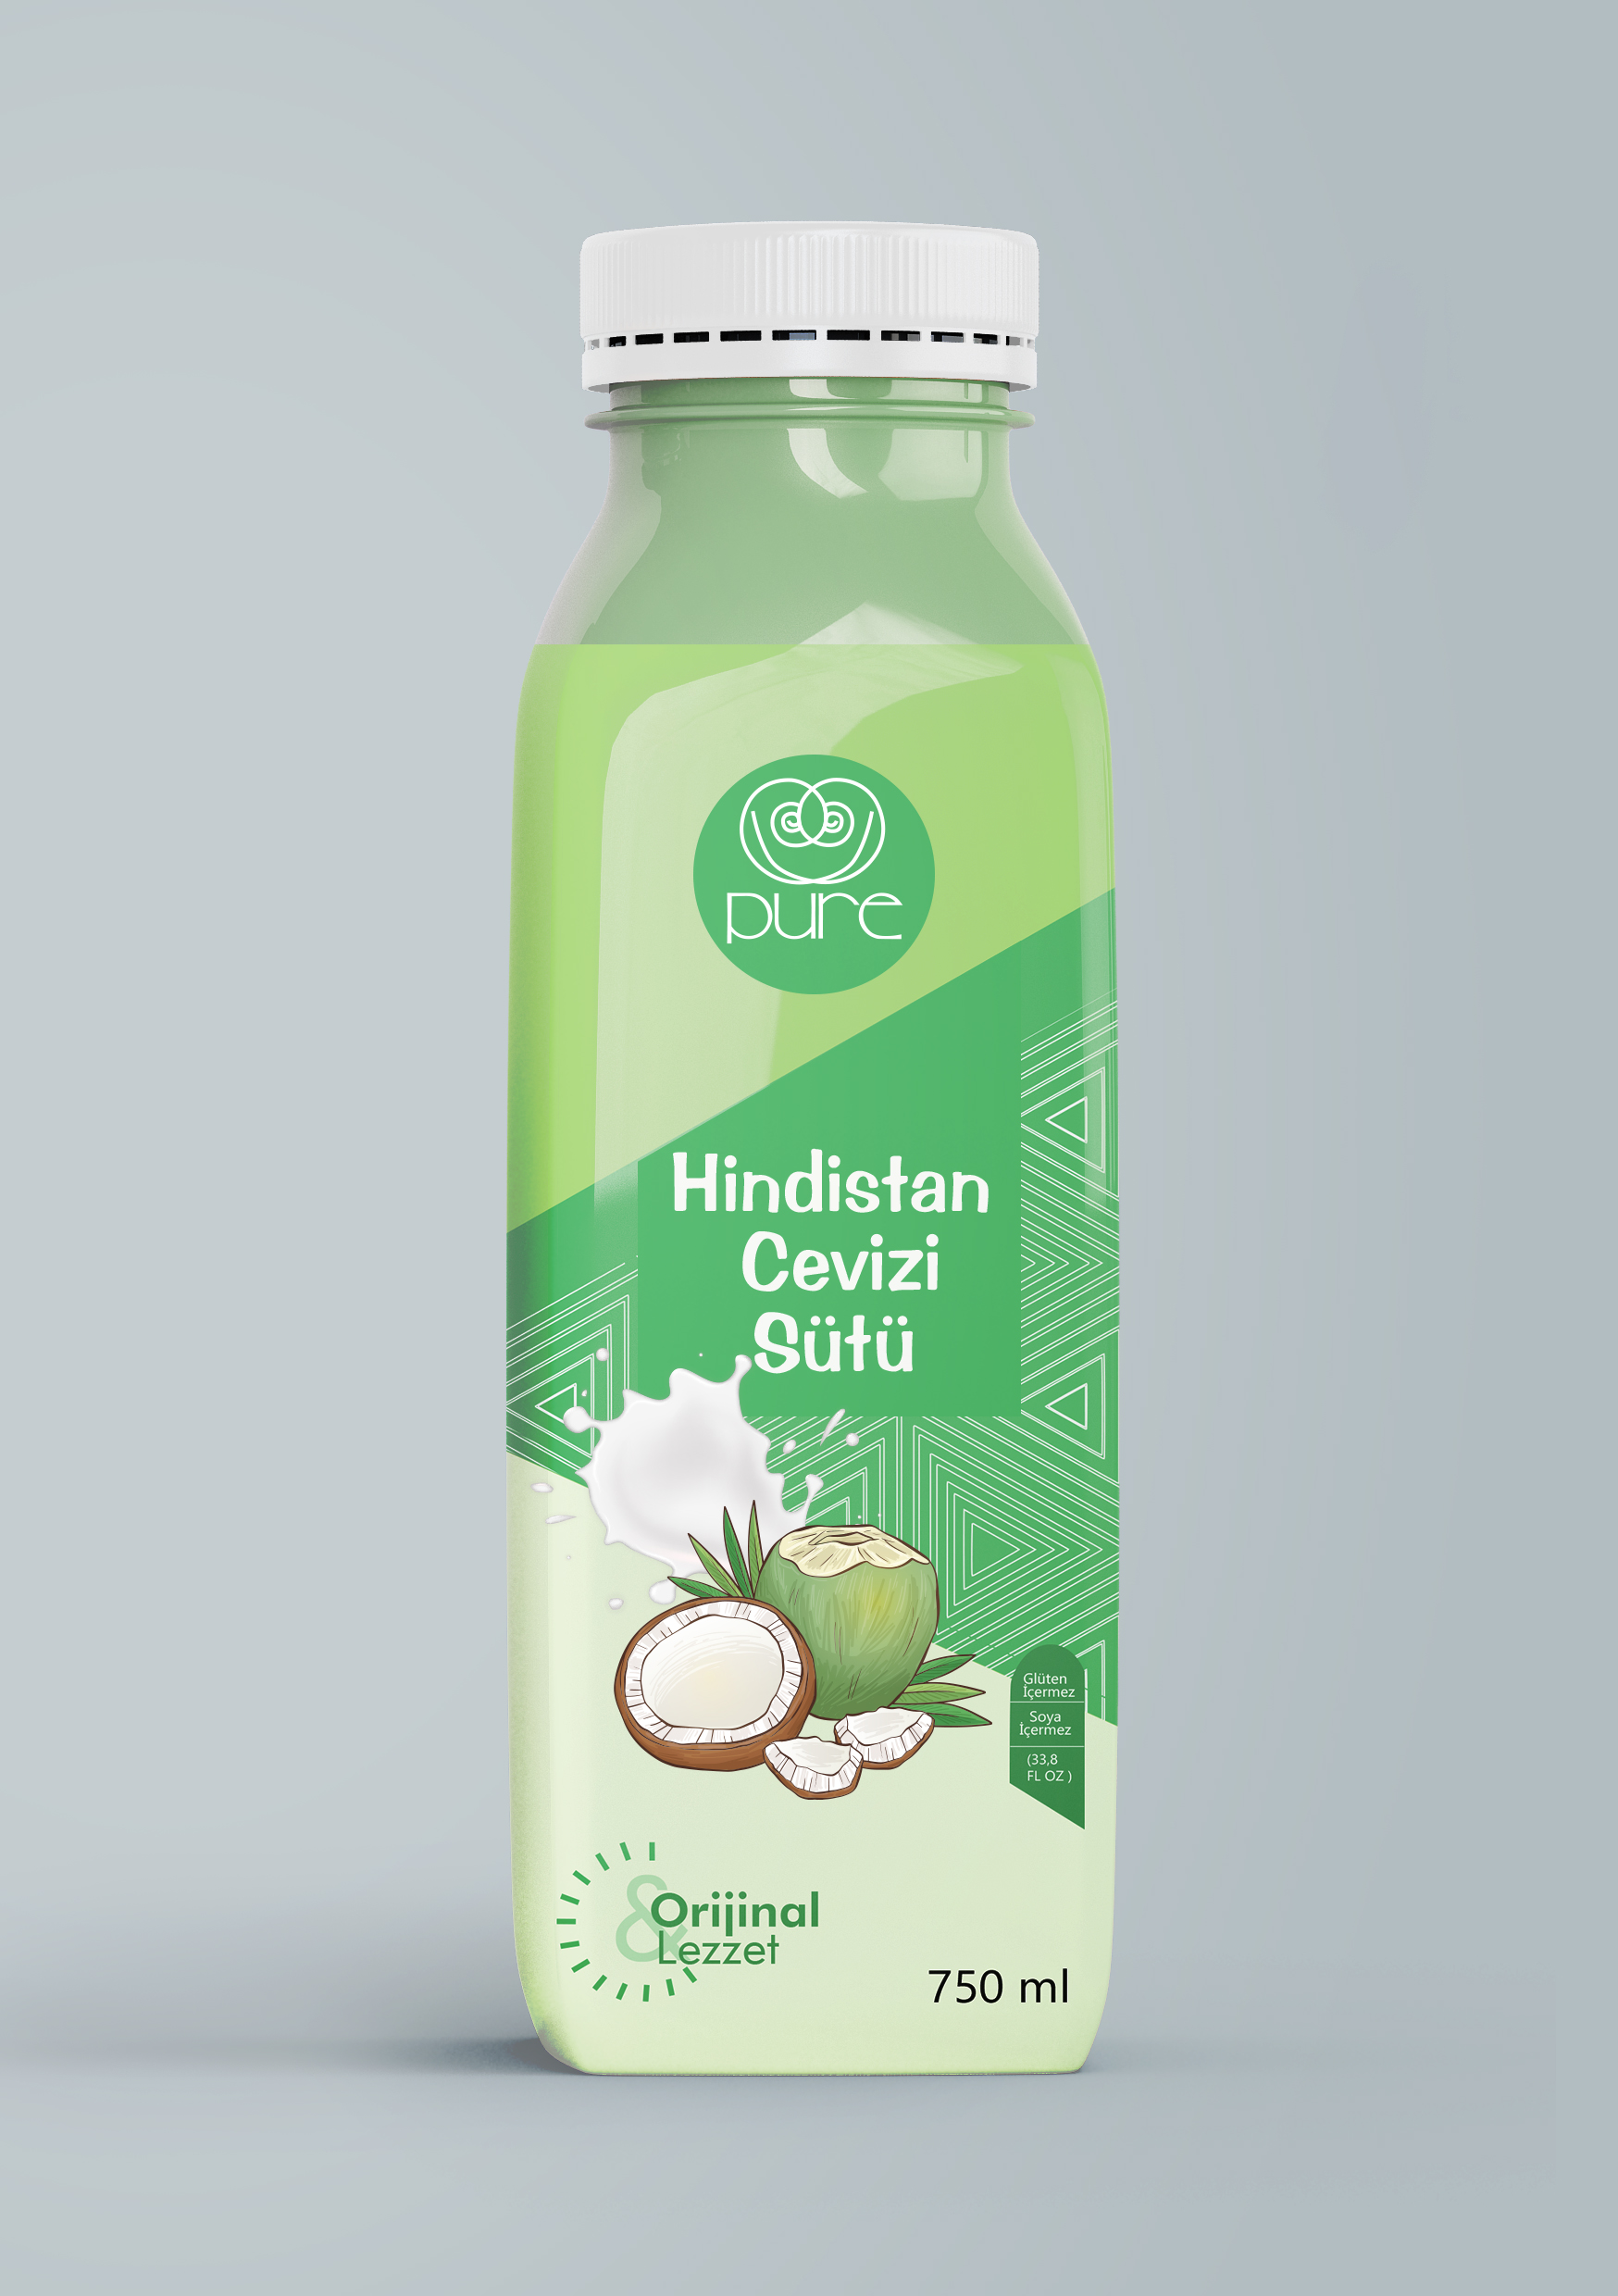 pure
Hindistan
Cevizi
Sütü
Glüten
İçermez
Soya
İçermez
(33,8
FL OZ )
&
Orijinal
Lezzet
750 ml